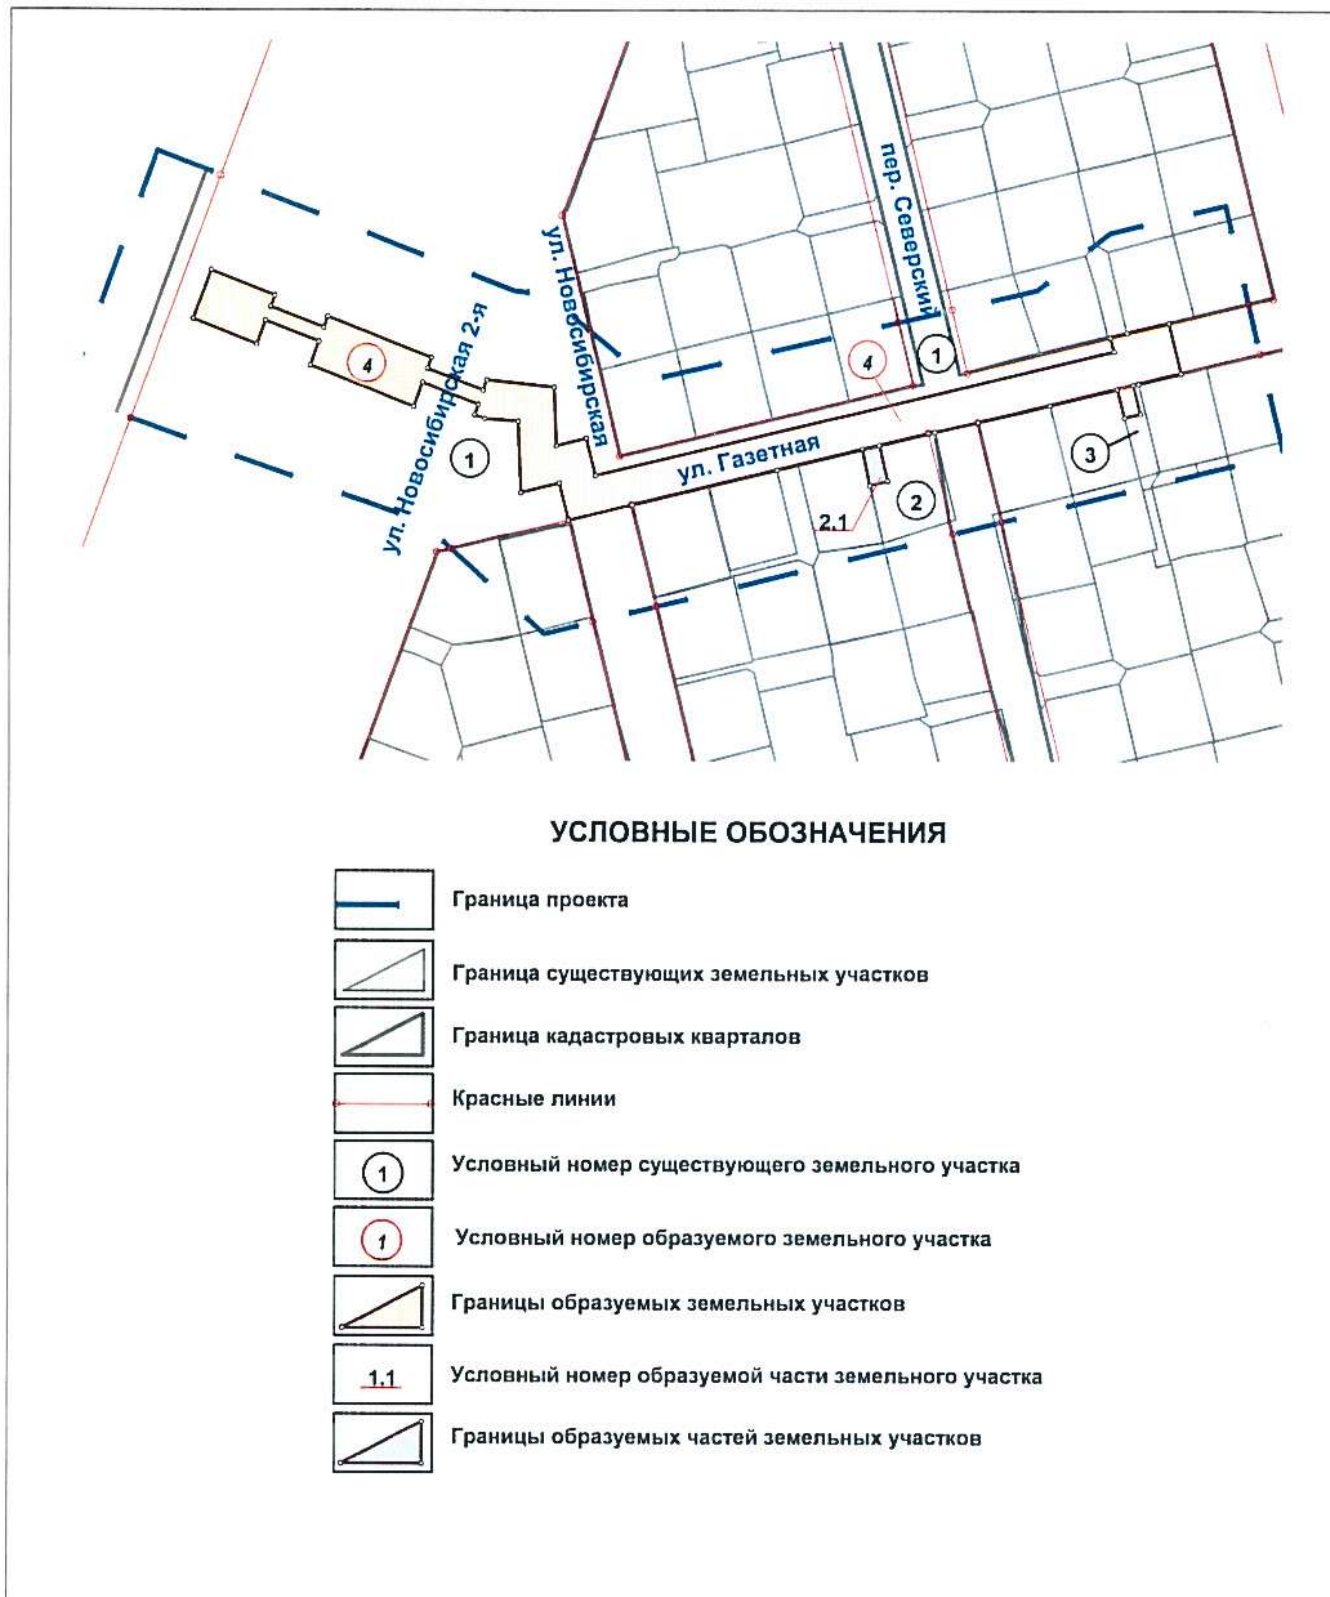 пер. Северский
ул. Новосибирская
ул. Новосибирская 2-я
4
4
1
ул. Газетная
1
3
2
2.1
УСЛОВНЫЕ ОБОЗНАЧЕНИЯ
Граница проекта
Граница существующих земельных участков
Граница кадастровых кварталов
Красные линии
1
Условный номер существующего земельного участка
1
Условный номер образуемого земельного участка
Границы образуемых земельных участков
1.1
Условный номер образуемой части земельного участка
Границы образуемых частей земельных участков